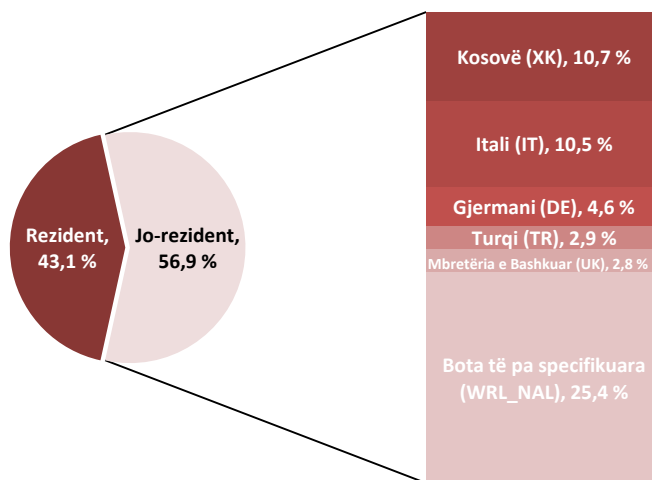 Rezident,
43,1 %
Jo-rezident,
56,9 %
Kosovë (XK), 10,7 %
Itali (IT), 10,5 %
Gjermani (DE), 4,6 %
Turqi (TR), 2,9 %
Mbretëria e Bashkuar (UK), 2,8 %
Bota të pa specifikuara
(WRL_NAL), 25,4 %